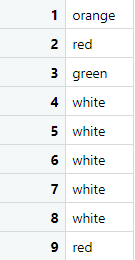 1 orange
2 red
3 green
4 white
5 white
6 white
7 white
8 white
9 red